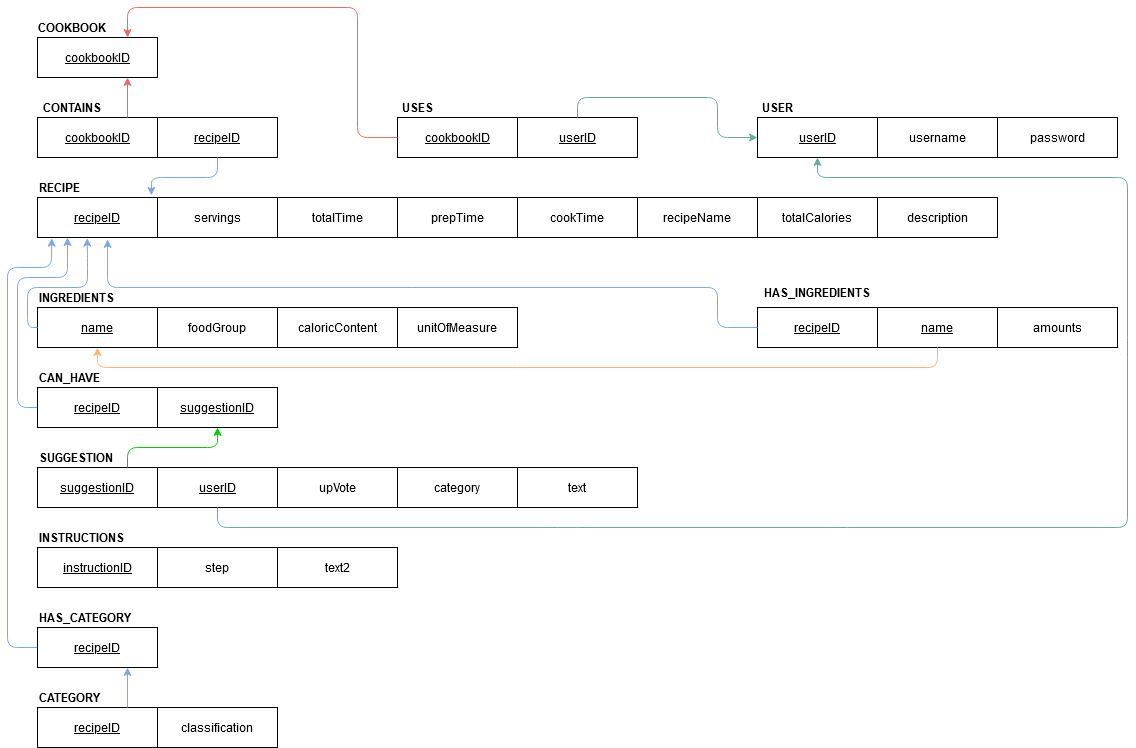 COOKBOOK
cookbookID
CONTAINS USES USER
cookbookID recipeID cookbookID userID userID username password
RECIPE
recipeID servings totalTime prepTime cookTime recipeName totalCalories description
INGREDIENTS HAS_INGREDIENTS
name foodGroup caloricContent unitOfMeasure recipeID name amounts
CAN_HAVE
recipeID suggestionID
SUGGESTION
suggestionID userID upVote category text
INSTRUCTIONS
instructionID step text2
HAS_CATEGORY
recipeID
CATEGORY
recipeID classification